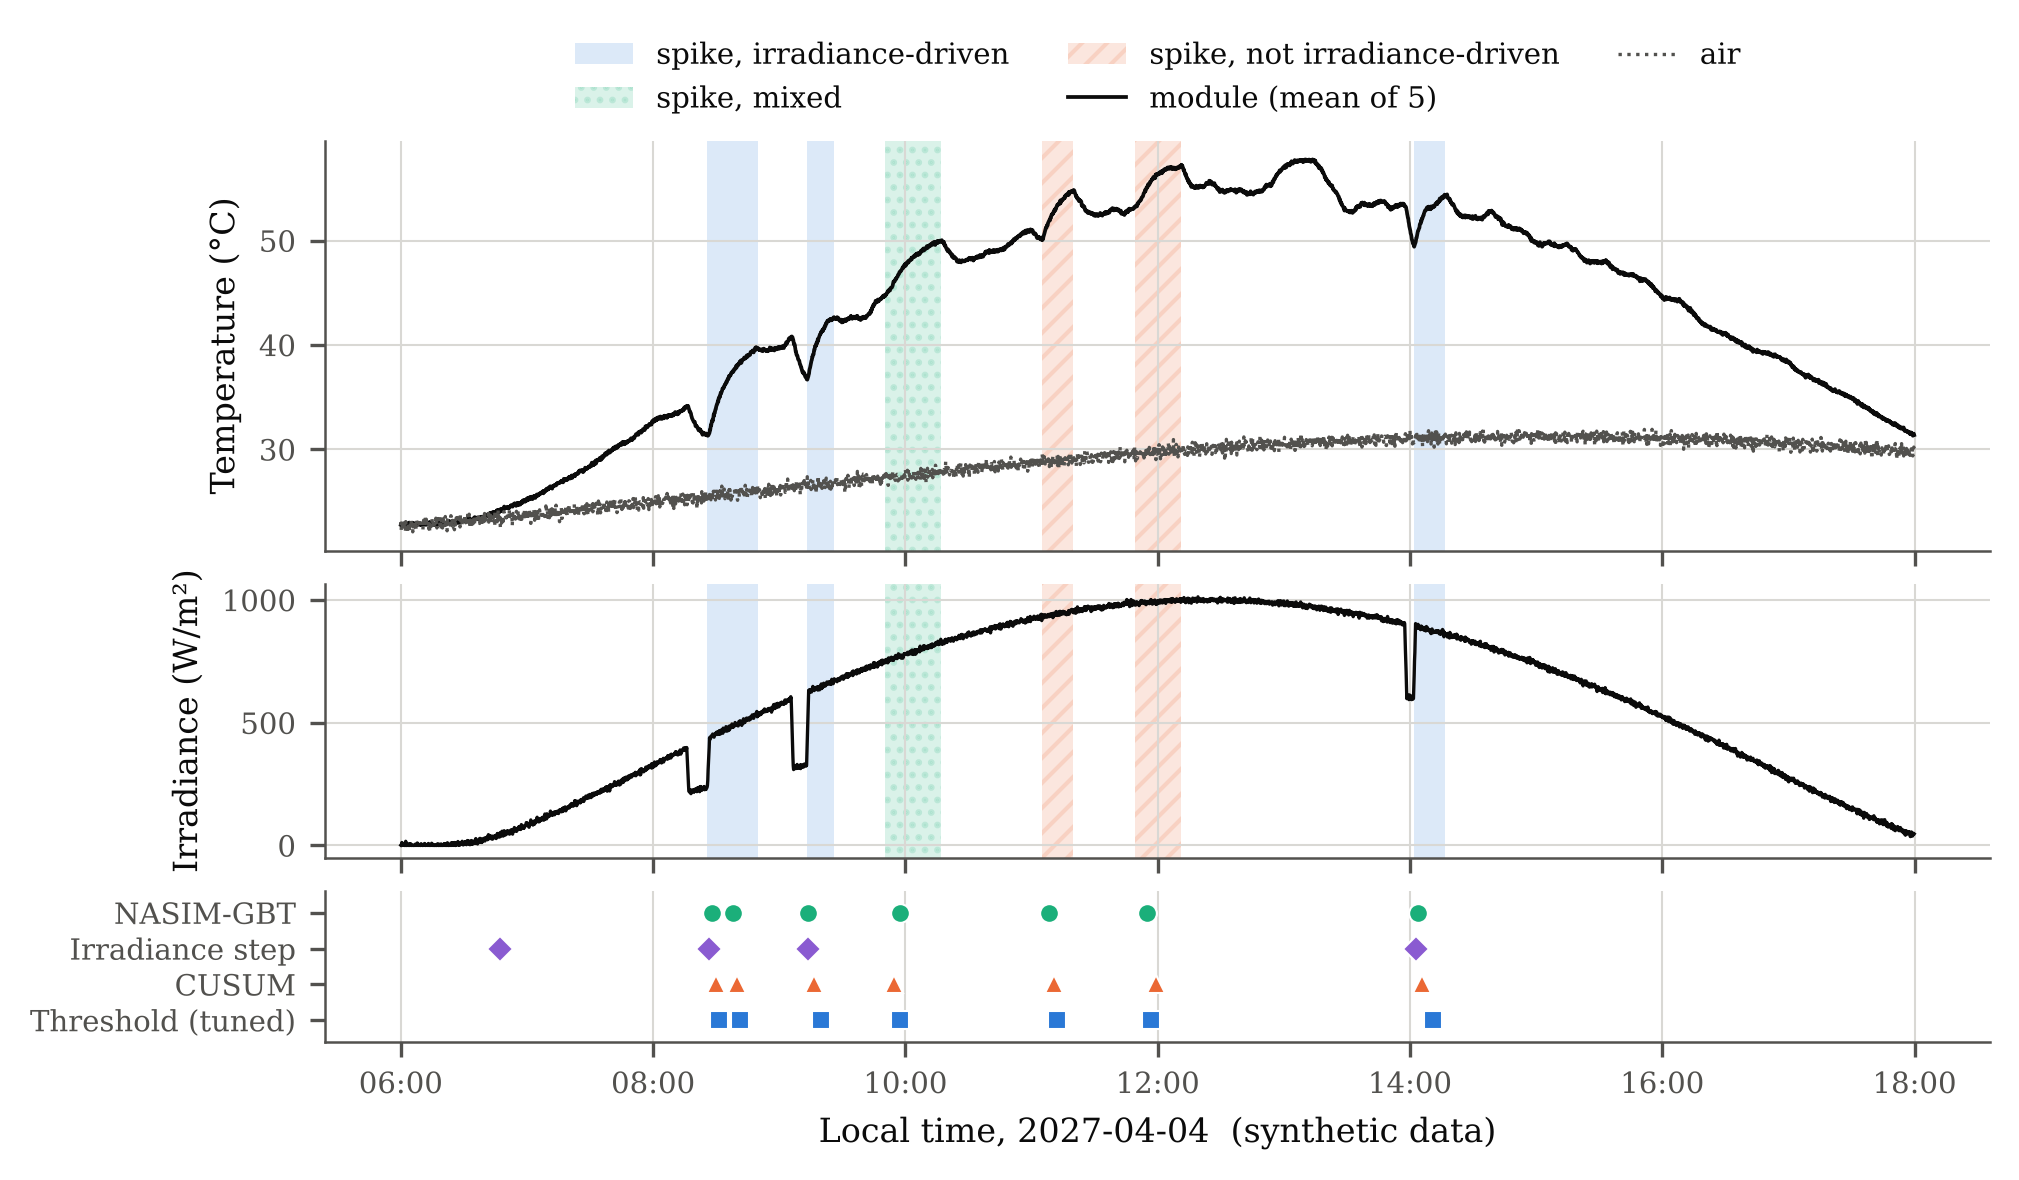 spike, irradiance-driven
spike, not irradiance-driven
air
spike, mixed
module (mean of 5)
Temperature (°C)
50
40
30
Irradiance (W/m²)
1000
500
0
NASIM-GBT
Irradiance step
CUSUM
Threshold (tuned)
06:00
08:00
10:00
12:00
14:00
16:00
18:00
Local time, 2027-04-04 (synthetic data)